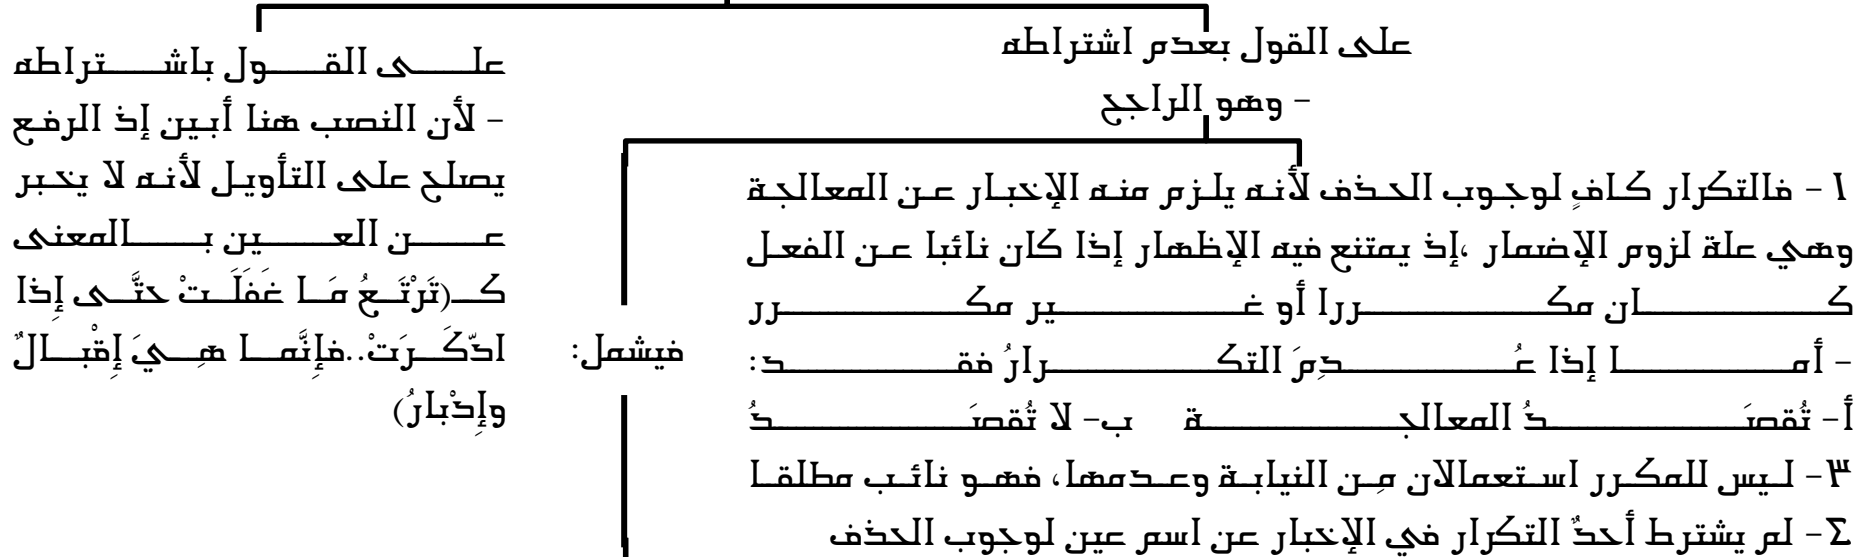 على القول بعدم اشتراطه
- وهو الراجح
١ - فالتكرار كافٍ لوجوب الحذف لأنه يلزم منه الإخبار عن المعالجة
وهي علة لزوم الإضمار ،إذ يمتنع فيه الإظهار إذا كان نائبا عن الفعل
كان مكررا أو غير مكرر
- أما إذا عُدِمَ التكرارُ فقد:
أ- تُقصَدُ المعالجة ب- لا تُقصَدُ
٣- ليس للمكرر استعمالان مِن النيابة وعدمها، فهو نائب مطلقا
٤- لم يشترط أحدٌ التكرار في الإخبار عن اسم عين لوجوب الحذف
فيشمل:
على القول باشتراطه
- لأن النصب هنا أبين إذ الرفع
يصلح على التأويل لأنه لا يخبر
عن العين بالمعنى
كـ(تَرْتَعُ مَا غَفَلَتْ حتَّى إِذا
ادّكَرَتْ..فإِنَّما هِيَ إِقْبالٌ
وإِدْبارُ)